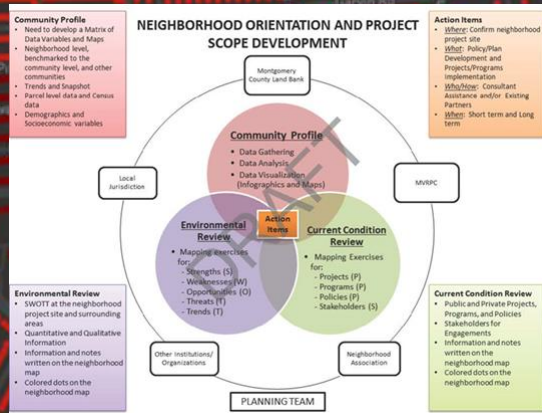 NEIGHBORHOOD ORIENTATION AND PROJECT
SCOPE DEVELOPMENT
Community Profile
• Need to develop a Matrix of
Data Variables and Maps
• Neighborhood level,
benchmarked to the
community level, and other
communities
• Trends and Snapshot
• Parcel level data and Census
data
• Demographics and
Socioeconomic variables
Action Items
• Where: Confirm neighborhood
project site
• What: Policy/Plan
Development and
Projects/Programs
Implementation
• Who/How: Consultant
Assistance and/or Existing
Partners
• When: Short term and Long
term
Montgomery
County Land Bank
Local
Jurisdiction
MVRPC
Community Profile
• Data Gathering
• Data Analysis
• Data Visualization
(Infographics and Maps)
Action
Items
Environmental
Review
• Mapping exercises
for:
- Strengths (S)
- Weaknesses (W)
- Opportunities (O)
- Threats (T)
- Trends (T)
Current Condition
Review
• Mapping Exercises
for:
- Projects (P)
- Programs (P)
- Policies (P)
- Stakeholders (S)
DRAFT
Environmental Review
• SWOTT at the neighborhood
project site and surrounding
areas
• Quantitative and Qualitative
Information
• Information and notes
written on the neighborhood
map
• Colored dots on the
neighborhood map
Current Condition Review
• Public and Private Projects,
Programs, and Policies
• Stakeholders for
Engagements
• Information and notes
written on the
neighborhood map
• Colored dots on the
neighborhood map
Other Institutions/
Organizations
Neighborhood
Association
PLANNING TEAM